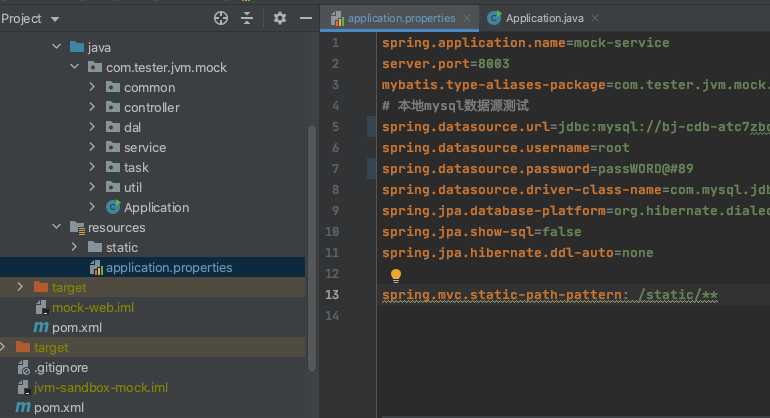 Project
application.properties
Application.java
java
com.tester.jvm.mock
common
controller
dal
service
task
util
Application
resources
static
application.properties
target
mock-web.iml
pom.xml
target
.gitignore
jvm-sandbox-mock.iml
pom.xml
1 spring.application.name=mock-service
2 server.port=8003
3 mybatis.type-aliases-package=com.tester.jvm.mock.
4 # 本地mysql数据源测试
5 spring.datasource.url=jdbc:mysql://bj-cdb-atc7zbq
6 spring.datasource.username=root
7 spring.datasource.password=passWORD@#89
8 spring.datasource.driver-class-name=com.mysql.jdb
9 spring.jpa.database-platform=org.hibernate.dialec
10 spring.jpa.show-sql=false
11 spring.jpa.hibernate.ddl-auto=none
12
13 spring.mvc.static-path-pattern: /static/**
14